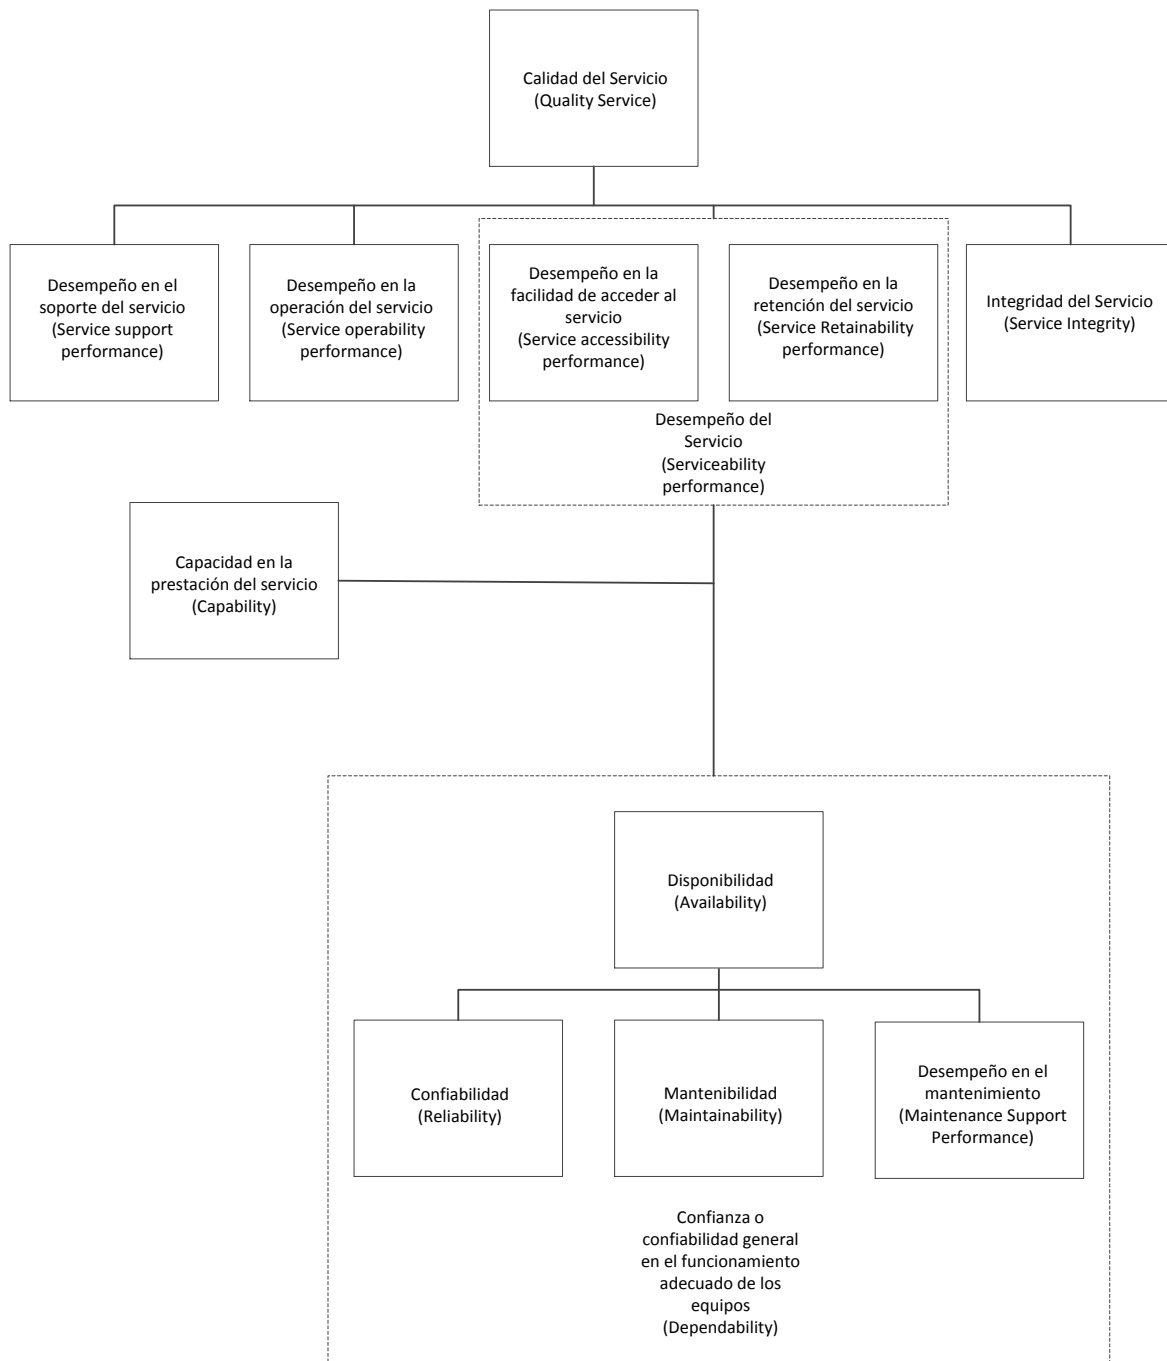 Calidad del Servicio
(Quality Service)
Desempeño en el
soporte del servicio
(Service support
performance)
Desempeño en la
operación del servicio
(Service operability
performance)
Desempeño en la
facilidad de acceder al
servicio
(Service accessibility
performance)
Desempeño en la
retención del servicio
(Service Retainability
performance)
Integridad del Servicio
(Service Integrity)
Desempeño del
Servicio
(Serviceability
performance)
Capacidad en la
prestación del servicio
(Capability)
Disponibilidad
(Availability)
Confiabilidad
(Reliability)
Mantenibilidad
(Maintainability)
Desempeño en el
mantenimiento
(Maintenance Support
Performance)
Confianza o
confiabilidad general
en el funcionamiento
adecuado de los
equipos
(Dependability)